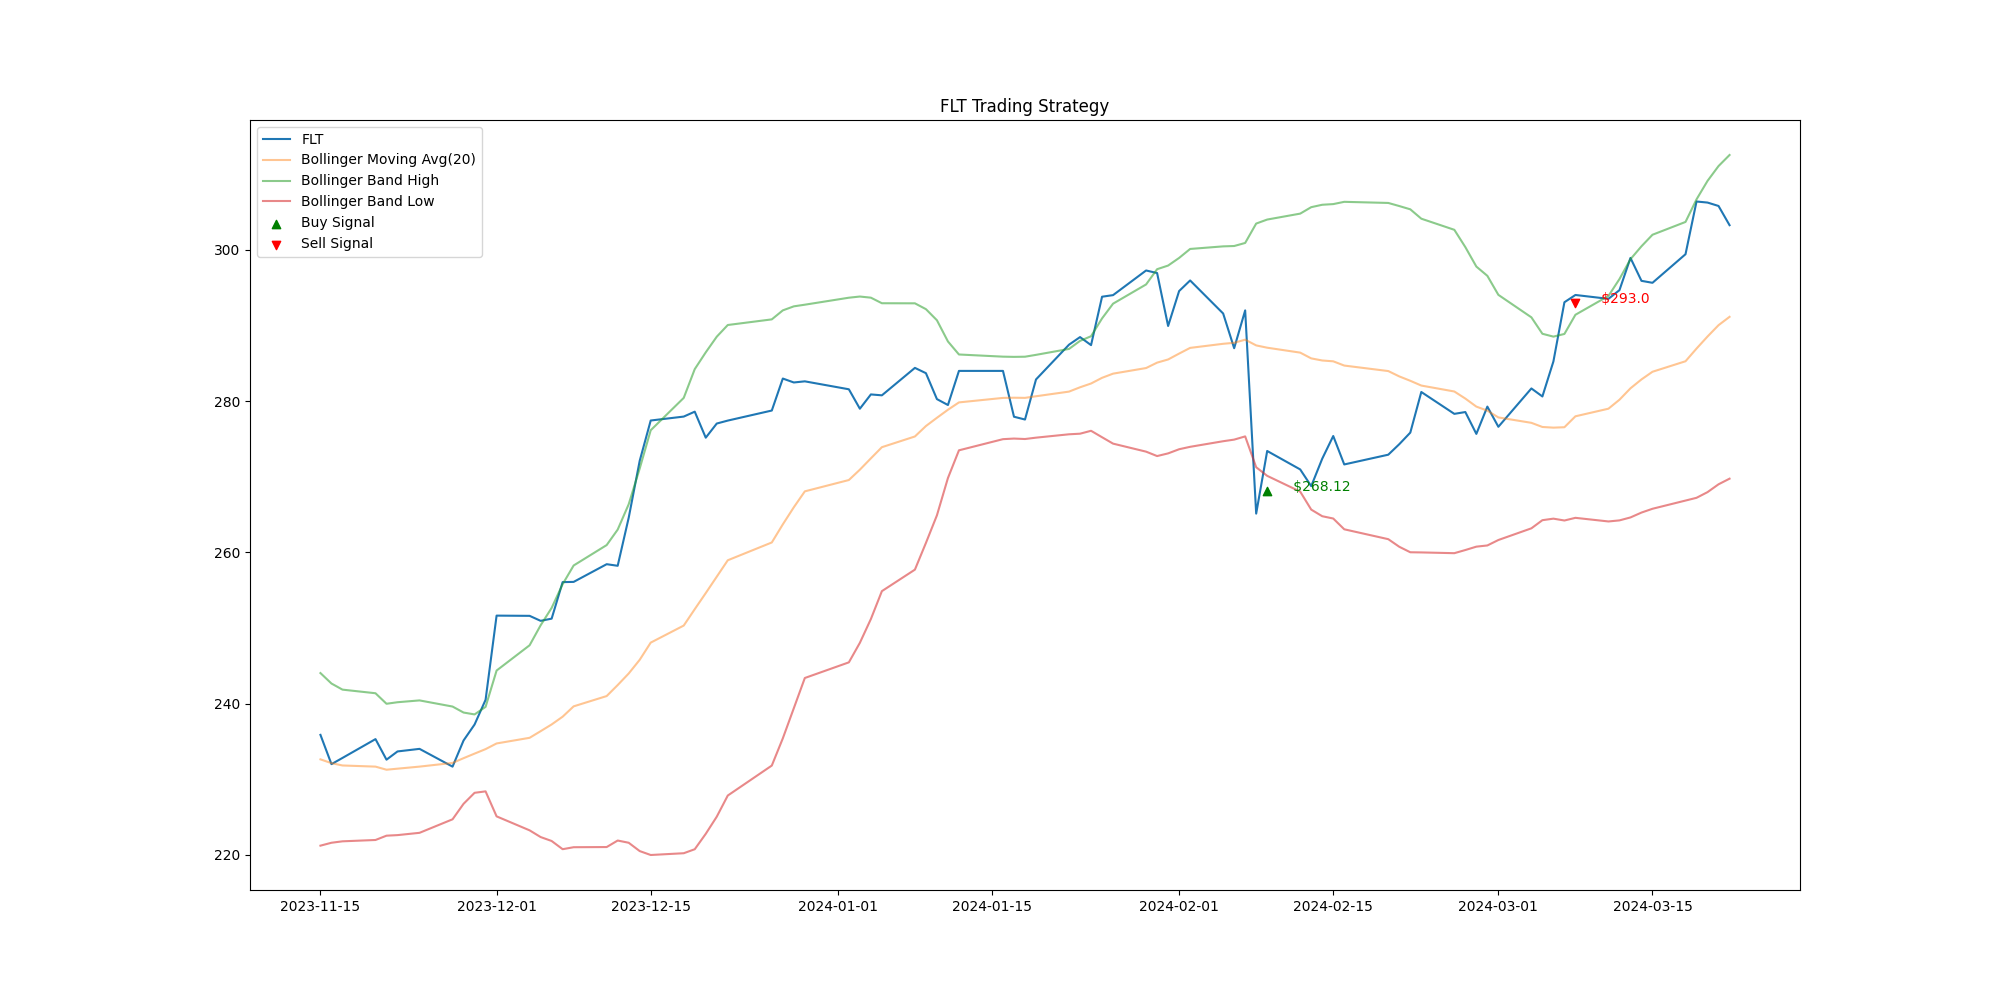 FLT Trading Strategy
FLT
Bollinger Moving Avg(20)
Bollinger Band High
Bollinger Band Low
Buy Signal
Sell Signal
300
280
260
240
220
$293.0
$268.12
2023-11-15
2023-12-01
2023-12-15
2024-01-01
2024-01-15
2024-02-01
2024-02-15
2024-03-01
2024-03-15